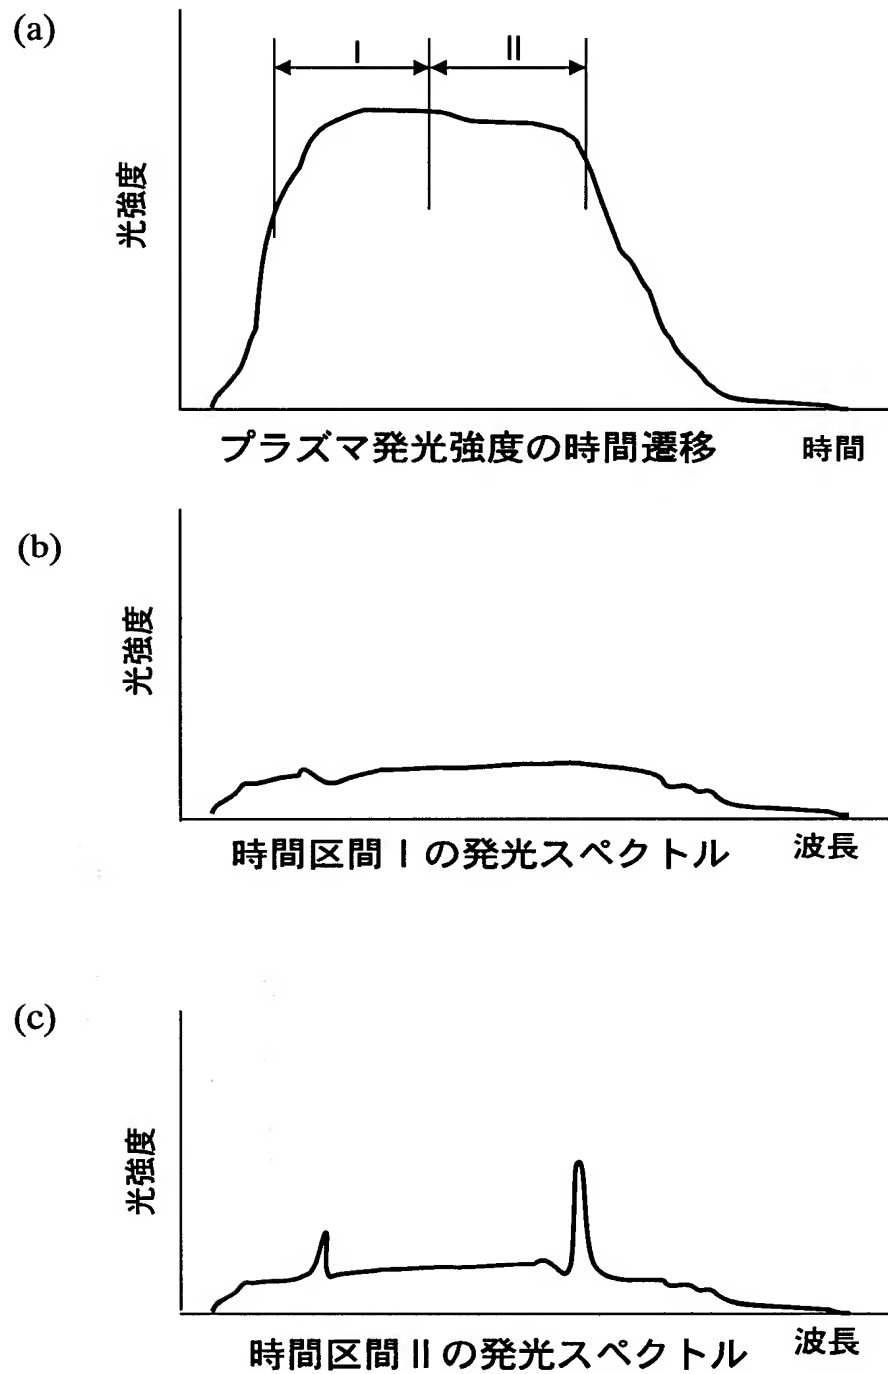 (a)
I
II
光強度
プラズマ発光強度の時間遷移
時間
(b)
光強度
時間区間 I の発光スペクトル
波長
(c)
光強度
時間区間 II の発光スペクトル
波長